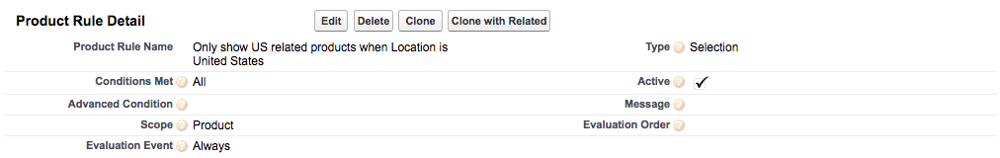 Product Rule Detail Edit Delete Clone Clone with Related
Product Rule Name Only show US related products when Location is Type ? Selection
United States
Conditions Met ? All Active ?
Advanced Condition ? Message ?
Scope ? Product Evaluation Order ?
Evaluation Event ? Always